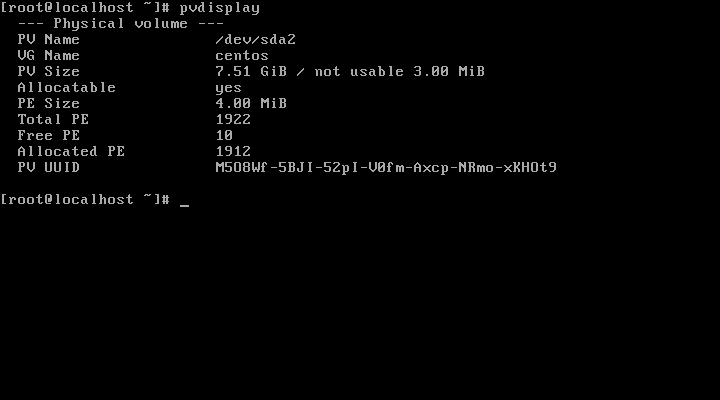 [root@localhost ~]# pvdisplay
  --- Physical volume ---
  PV Name               /dev/sda2
  VG Name               centos
  PV Size               7.51 GiB / not usable 3.00 MiB
  Allocatable           yes
  PE Size               4.00 MiB
  Total PE              1922
  Free PE               10
  Allocated PE          1912
  PV UUID               M5O8Wf-5BJI-52pI-V0fm-Axcp-NRmo-xKHOt9

[root@localhost ~]# _